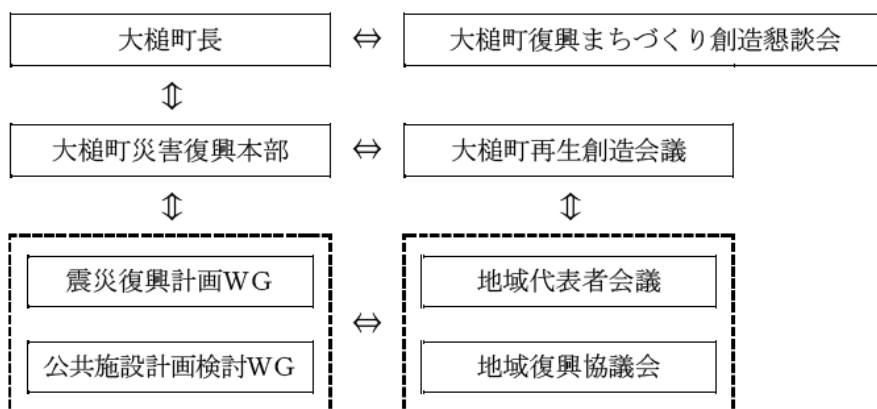 大槌町長 ⇔ 大槌町復興まちづくり創造懇談会
⇕
大槌町災害復興本部 ⇔ 大槌町再生創造会議
⇕ ⇕
震災復興計画WG 地域代表者会議
⇔
公共施設計画検討WG 地域復興協議会